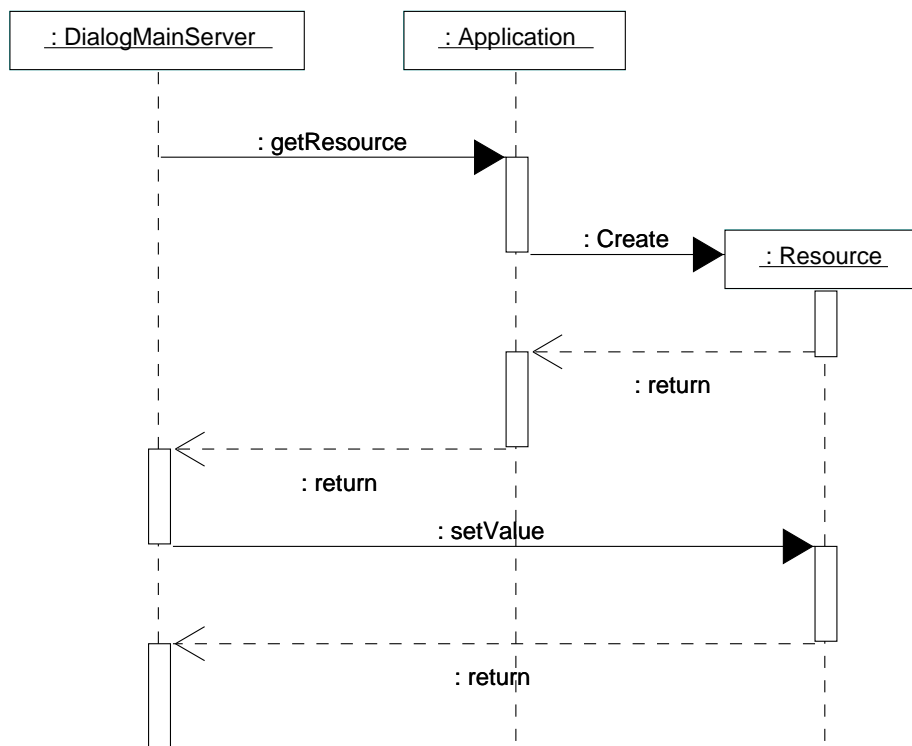 : DialogMainServer
: Application
: getResource
: Create
: Resource
: return
: return
: setValue
: return